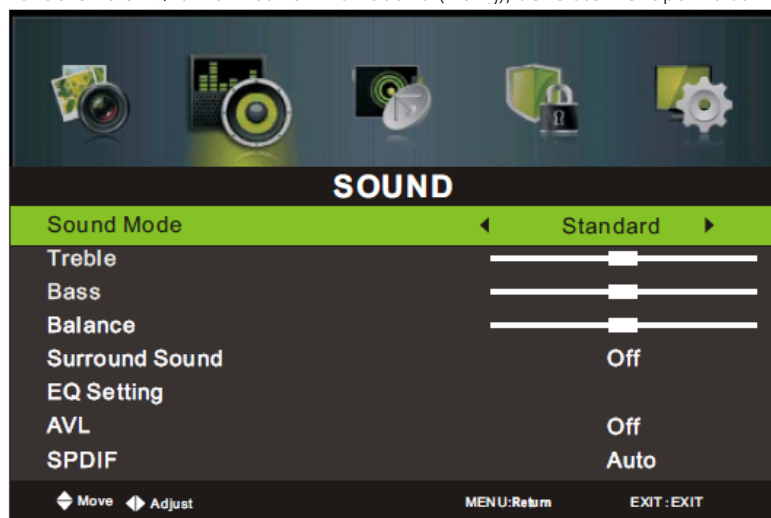 SOUND
Sound Mode Standard
Treble
Bass
Balance
Surround Sound Off
EQ Setting
AVL Off
SPDIF Auto
Move Adjust MENU:Return EXIT:EXIT